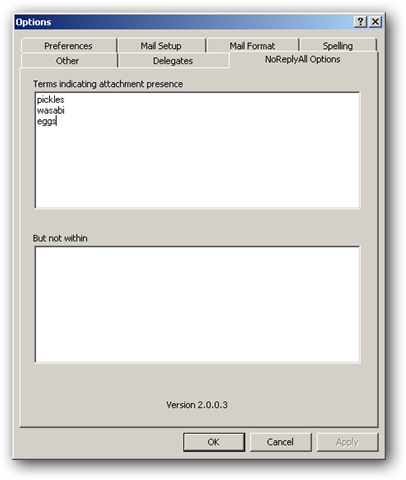 Options
Preferences
Mail Setup
Mail Format
Spelling
Other
Delegates
NoReplyAll Options
Terms indicating attachment presence
pickles
wasabi
eggs
But not within
Version 2.0.0.3
OK
Cancel
Apply